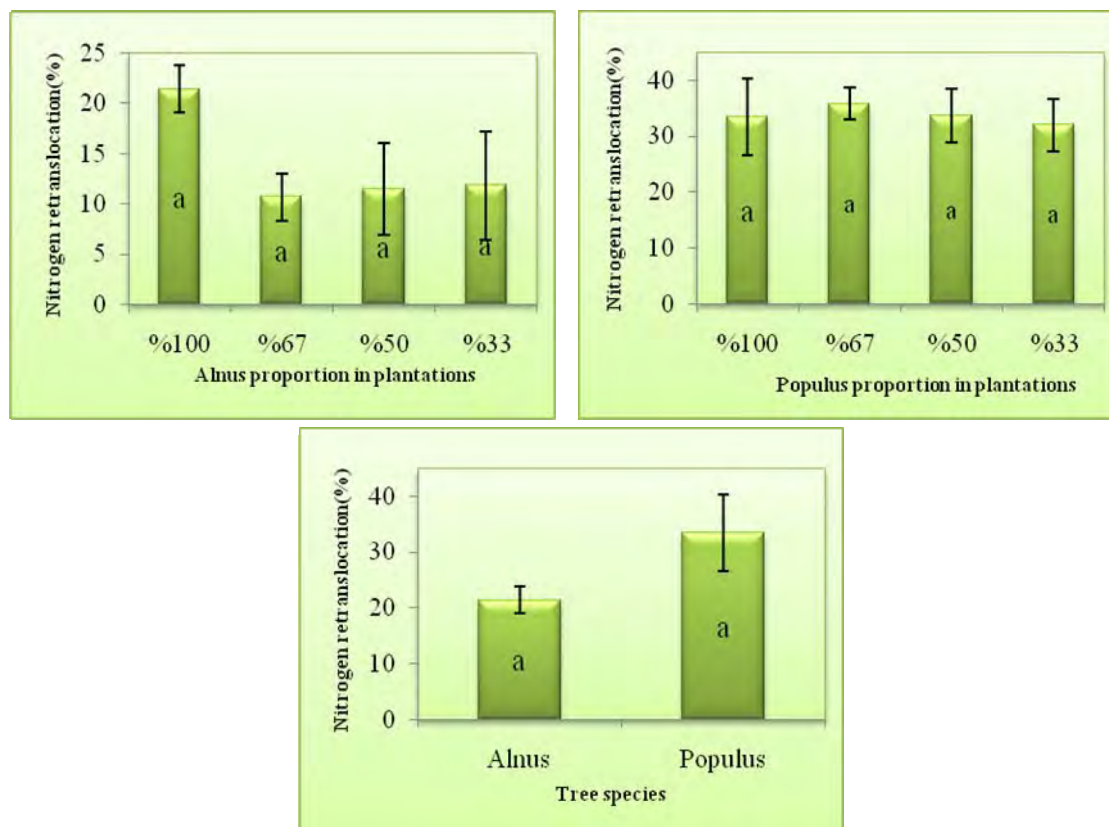 Nitrogen retranslocation(%)
25
20
15
10
5
0
a
a
a
a
%100 %67 %50 %33
Alnus proportion in plantations
Nitrogen retranslocation(%)
40
30
20
10
0
a
a
a
a
%100 %67 %50 %33
Populus proportion in plantations
Nitrogen retranslocation(%)
40
30
20
10
0
a
a
Alnus Populus
Tree species